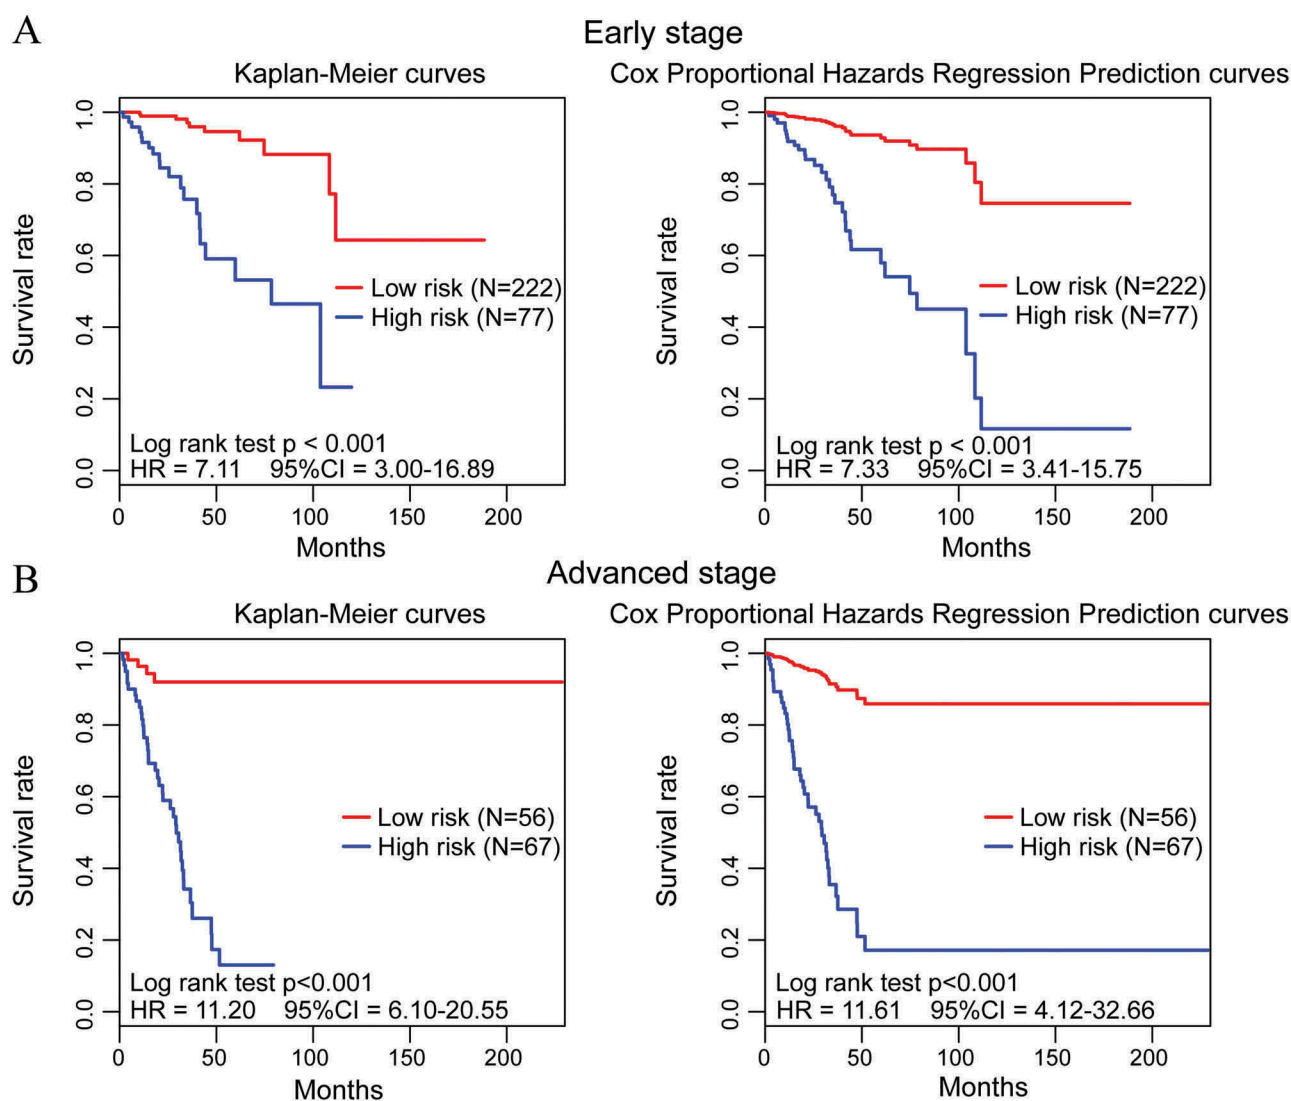 A
Early stage
Kaplan-Meier curves
1.0
0.8
0.6
0.4
0.2
0.0
Survival rate
Low risk (N=222)
High risk (N=77)
Log rank test p < 0.001
HR = 7.11 95%CI = 3.00-16.89
0 50 100 150 200
Months
Cox Proportional Hazards Regression Prediction curves
1.0
0.8
0.6
0.4
0.2
0.0
Survival rate
Low risk (N=222)
High risk (N=77)
Log rank test p < 0.001
HR = 7.33 95%CI = 3.41-15.75
0 50 100 150 200
Months
B
Advanced stage
Kaplan-Meier curves
1.0
0.8
0.6
0.4
0.2
0.0
Survival rate
Low risk (N=56)
High risk (N=67)
Log rank test p<0.001
HR = 11.20 95%CI = 6.10-20.55
0 50 100 150 200
Months
Cox Proportional Hazards Regression Prediction curves
1.0
0.8
0.6
0.4
0.2
0.0
Survival rate
Low risk (N=56)
High risk (N=67)
Log rank test p<0.001
HR = 11.61 95%CI = 4.12-32.66
0 50 100 150 200
Months